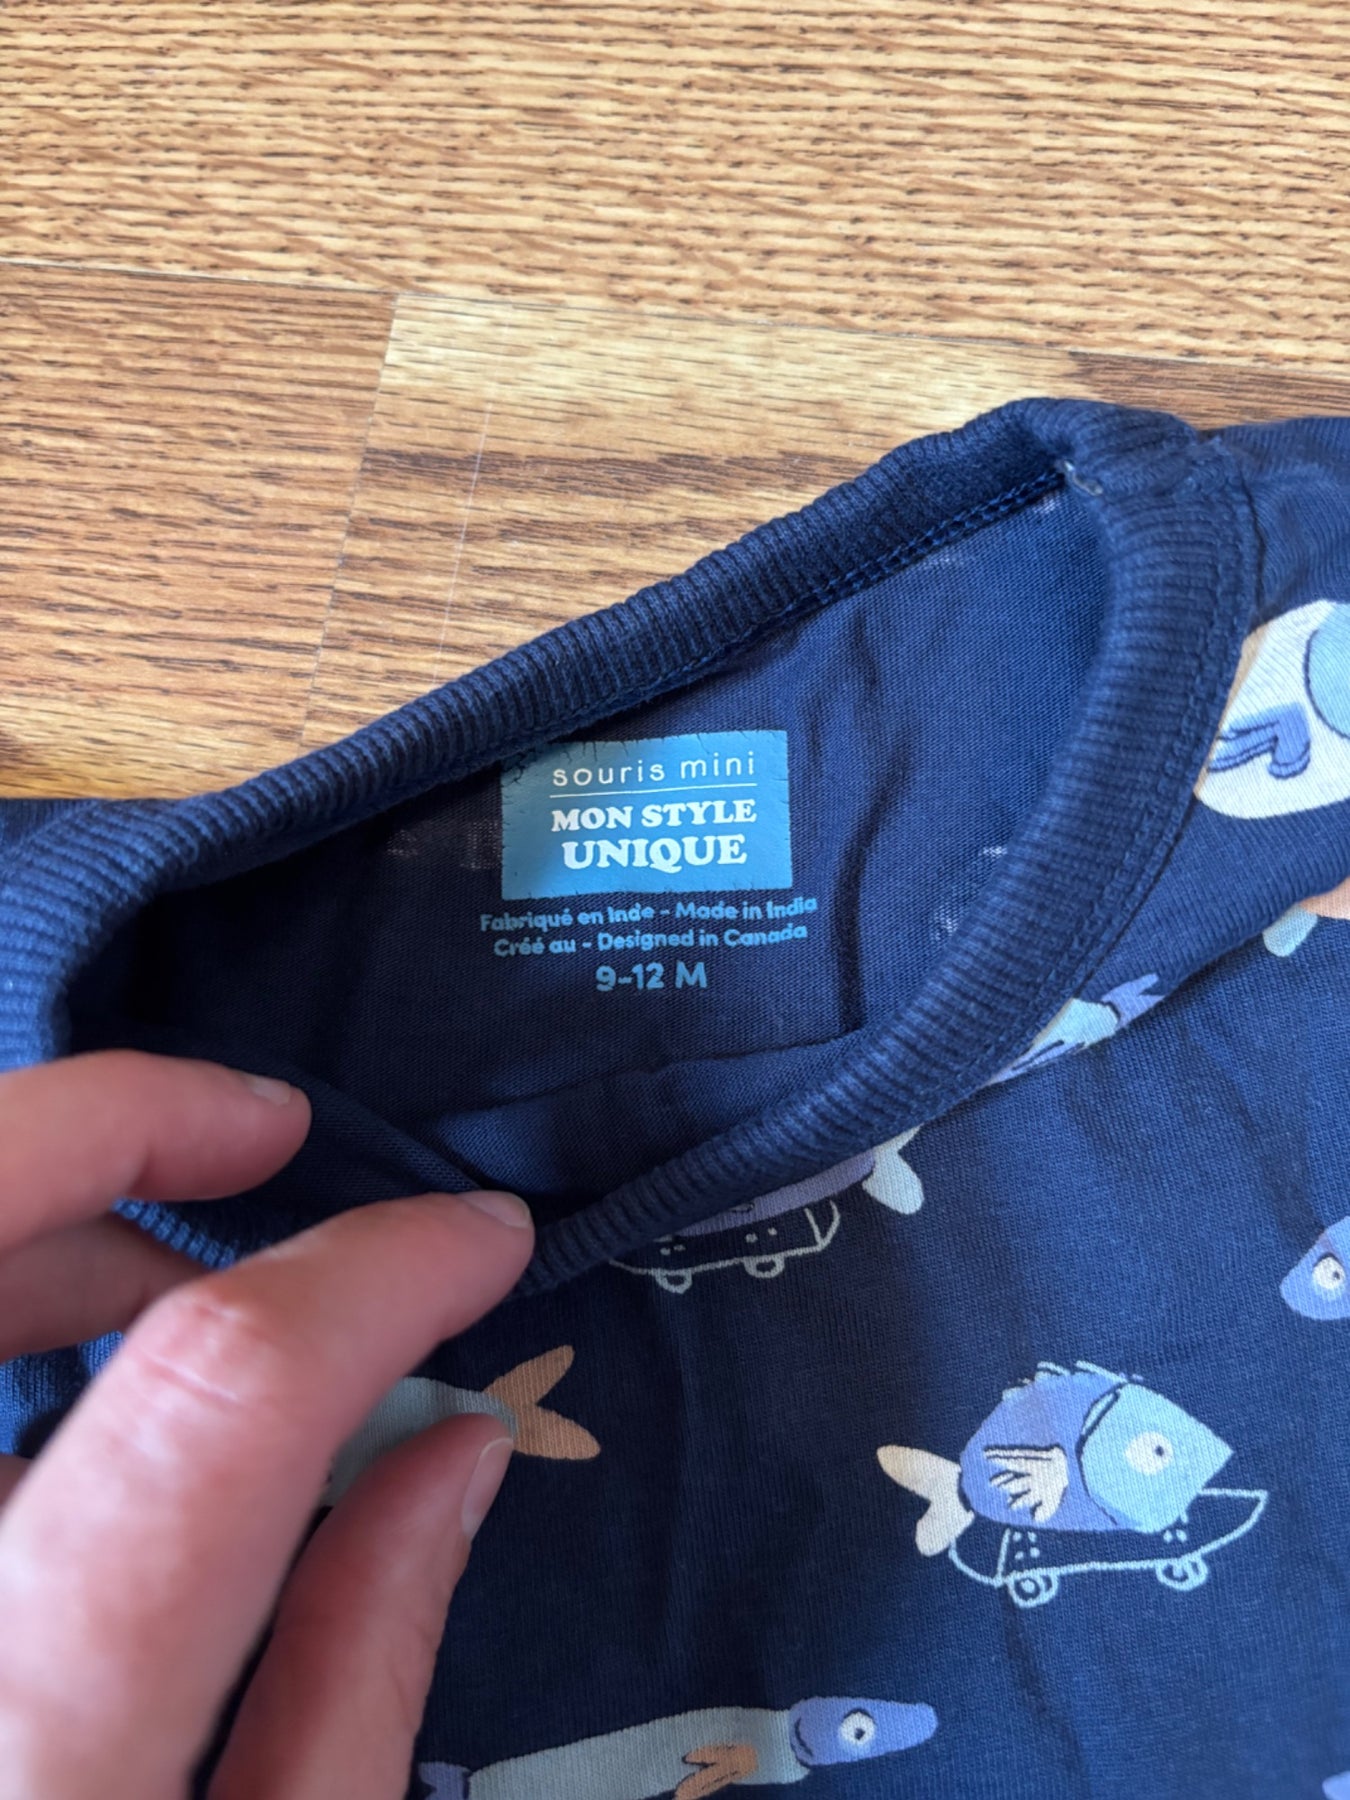 souris mini
MON STYLE
UNIQUE
Fabriqué en Inde - Made in India
Créé au - Designed in Canada
9-12 M